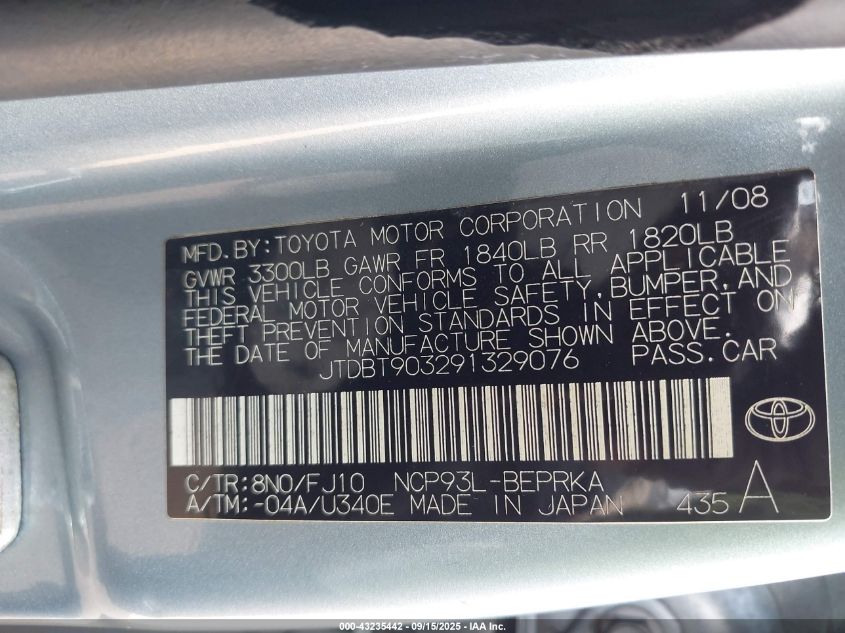 MFD.BY:TOYOTA MOTOR CORPORATION 11/08
GVWR 3300LB GAWR FR 1840LB RR 1820LB
THIS VEHICLE CONFORMS TO ALL APPLICABLE
FEDERAL MOTOR VEHICLE SAFETY,BUMPER,AND
THEFT PREVENTION STANDARDS IN EFFECT ON
THE DATE OF MANUFACTURE SHOWN ABOVE.
JTDBT903291329076 PASS.CAR
C/TR:8N0/FJ10 NCP93L-BEPRKA
A/TM:-04A/U340E MADE IN JAPAN 435 A
000-43235442 - 09/15/2025 - IAA Inc.